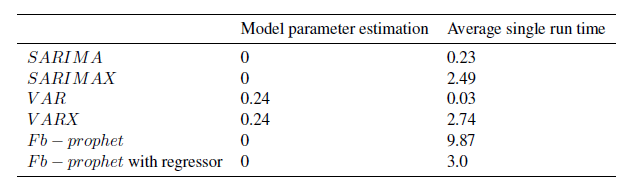 Model parameter estimation Average single run time
SARIMA 0 0.23
SARIMAX 0 2.49
VAR 0.24 0.03
VARX 0.24 2.74
Fb − prophet 0 9.87
Fb − prophet with regressor 0 3.0